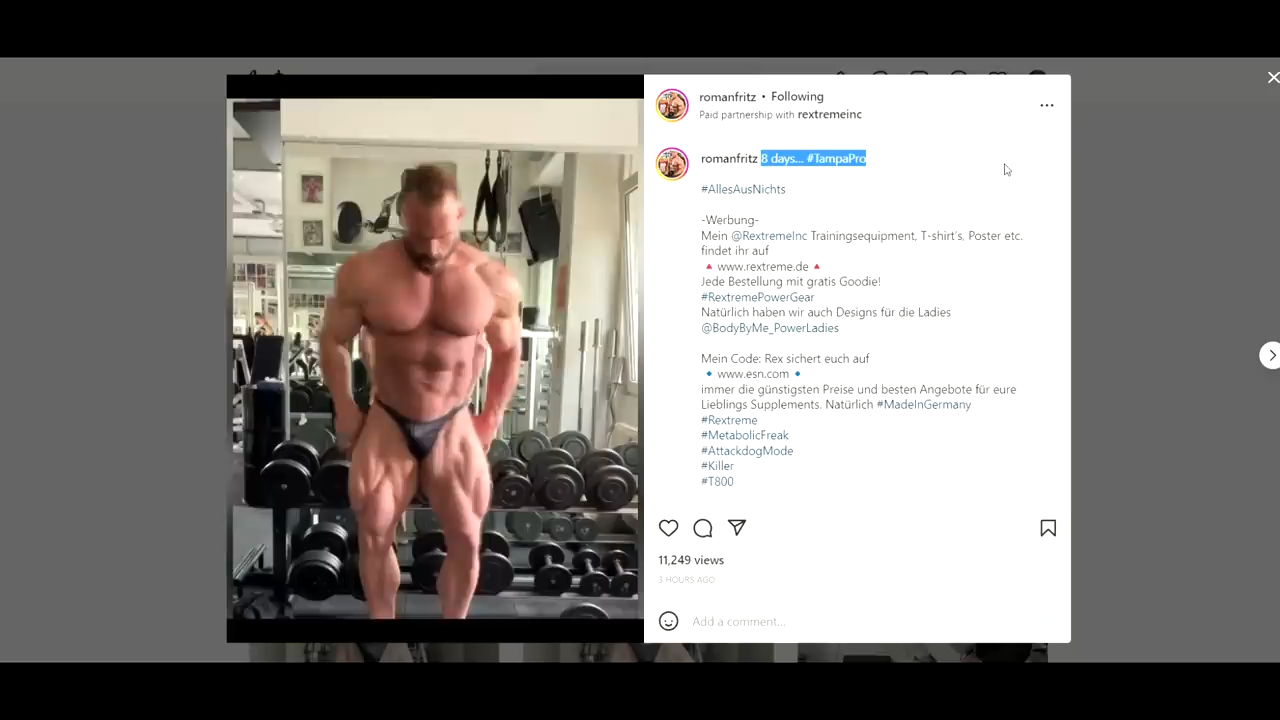 romanfritz • Following
Paid partnership with rextremeinc
romanfritz 8 days... #TampaPro
#AllesAusNichts
-Werbung-
Mein @RextremeInc Trainingsequipment, T-shirt´s, Poster etc.
findet ihr auf
🔺 www.rextreme.de 🔺
Jede Bestellung mit gratis Goodie!
#RextremePowerGear
Natürlich haben wir auch Designs für die Ladies
@BodyByMe_PowerLadies
Mein Code: Rex sichert euch auf
🔹 www.esn.com 🔹
immer die günstigsten Preise und besten Angebote für eure
Lieblings Supplements. Natürlich #MadeInGermany
#Rextreme
#MetabolicFreak
#AttackdogMode
#Killer
#T800
11,249 views
3 HOURS AGO
Add a comment...